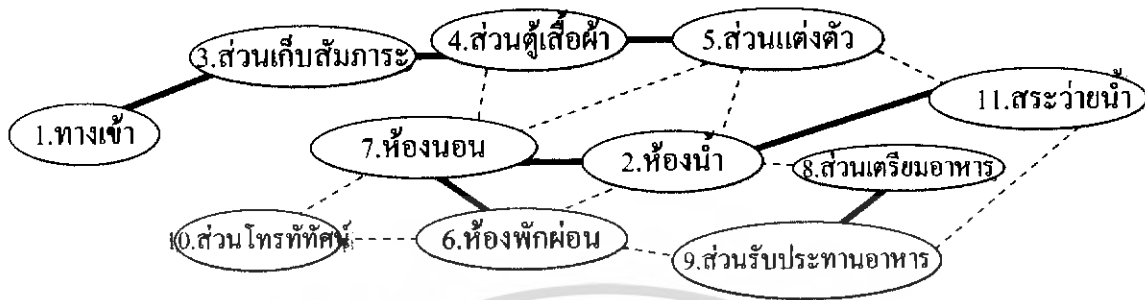 4.ส่วนตู้เสื้อผ้า
5.ส่วนแต่งตัว
3.ส่วนเก็บสัมภาระ
11.สระว่ายน้ำ
1.ทางเข้า
7.ห้องนอน
2.ห้องน้ำ
8.ส่วนเตรียมอาหาร
10.ส่วนโทรทัทัศน์
6.ห้องพักผ่อน
9.ส่วนรับประทานอาหาร